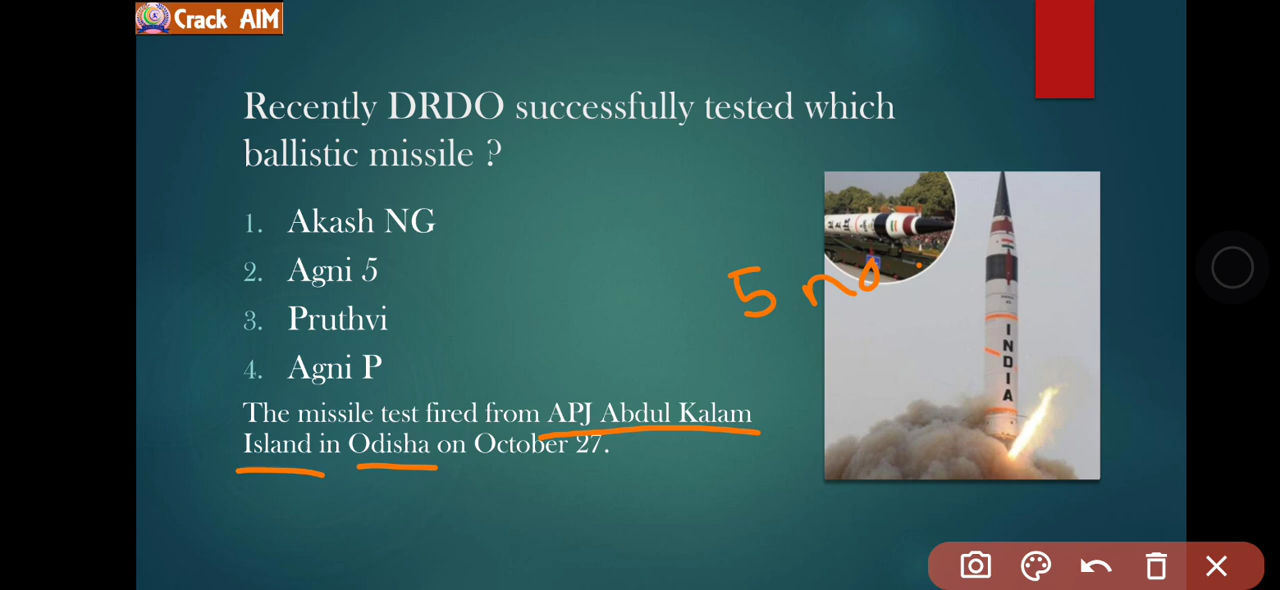 Crack AIM
Recently DRDO successfully tested which
ballistic missile ?
1. Akash NG
2. Agni 5
3. Pruthvi
4. Agni P
The missile test fired from APJ Abdul Kalam
Island in Odisha on October 27.
5 no.
INDIA